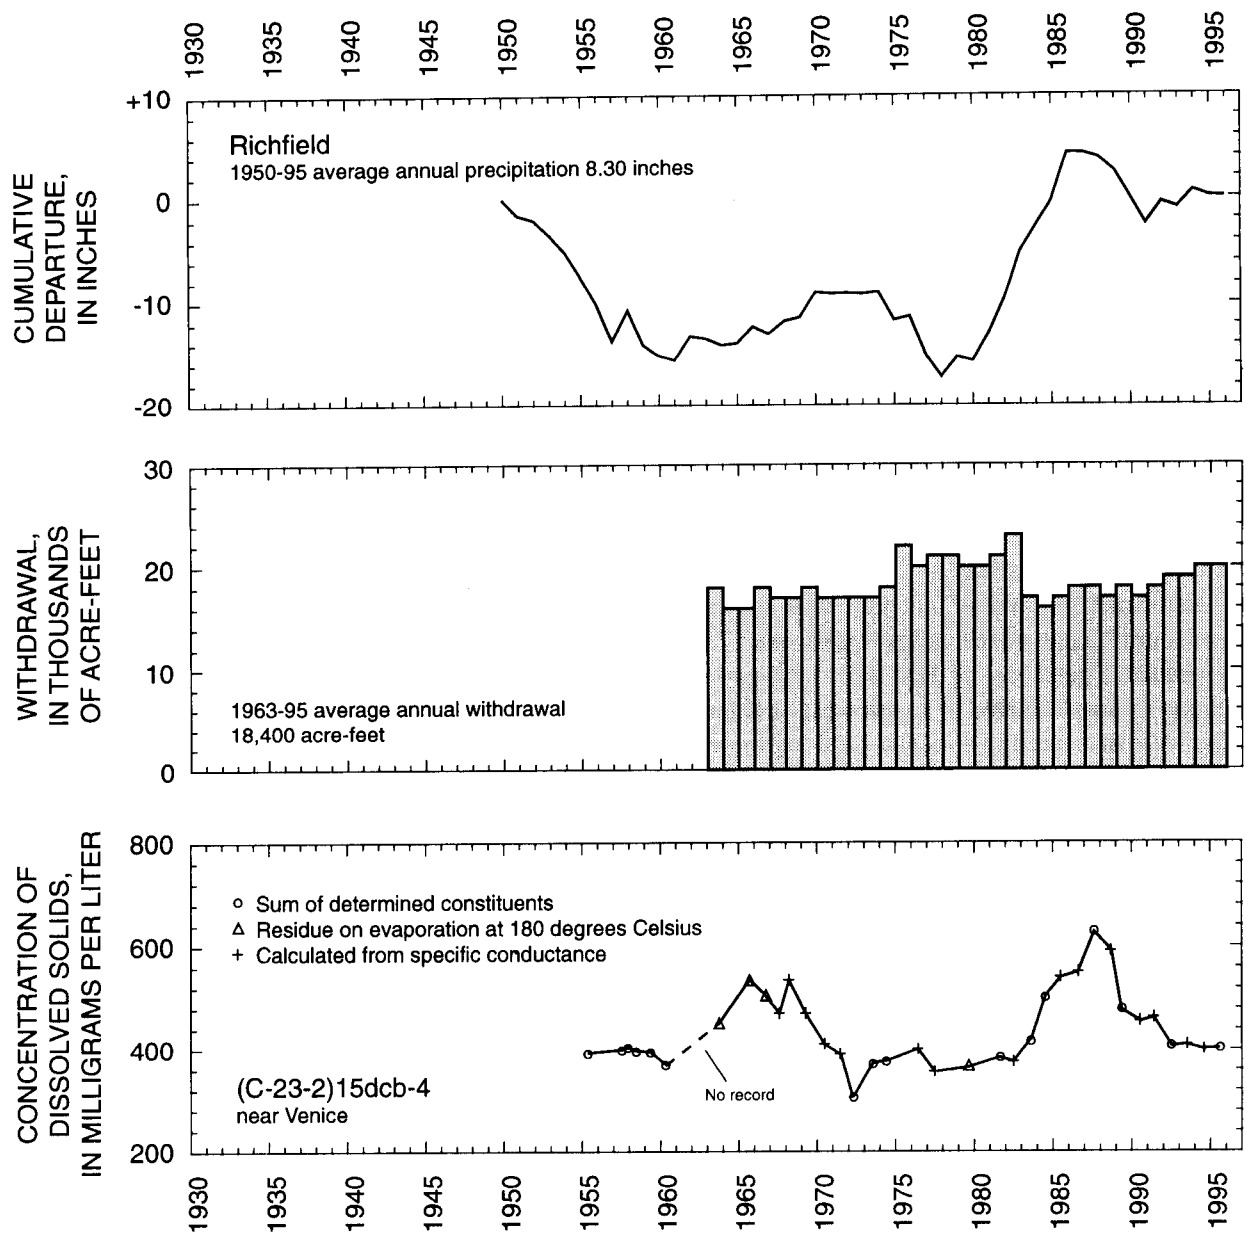 1930 1935 1940 1945 1950 1955 1960 1965 1970 1975 1980 1985 1990 1995
CUMULATIVE
DEPARTURE,
IN INCHES
+10
0
-10
-20
Richfield
1950-95 average annual precipitation 8.30 inches
WITHDRAWAL,
IN THOUSANDS
OF ACRE-FEET
30
20
10
0
1963-95 average annual withdrawal
18,400 acre-feet
CONCENTRATION OF
DISSOLVED SOLIDS,
IN MILLIGRAMS PER LITER
800
600
400
200
Sum of determined constituents
Residue on evaporation at 180 degrees Celsius
Calculated from specific conductance
No record
(C-23-2)15dcb-4
near Venice
1930 1935 1940 1945 1950 1955 1960 1965 1970 1975 1980 1985 1990 1995